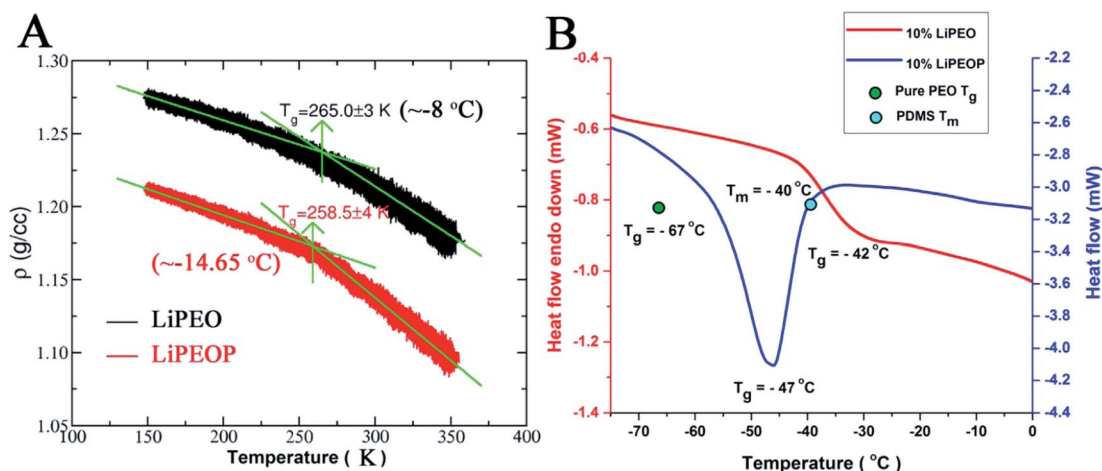 A
1.30
1.25
1.20
1.15
1.10
1.05
ρ (g/cc)
T_g=265.0±3 K (~-8 °C)
T_g=258.5±4 K
(~-14.65 °C)
LiPEO
LiPEOP
100 150 200 250 300 350 400
Temperature ( K)
B
10% LiPEO
10% LiPEOP
Pure PEO T_g
PDMS T_m
-0.4
-0.6
-0.8
-1.0
-1.2
-1.4
Heat flow endo down (mW)
T_m = - 40 °C
T_g = - 67 °C
T_g = - 42 °C
T_g = - 47 °C
-2.2
-2.4
-2.6
-2.8
-3.0
-3.2
-3.4
-3.6
-3.8
-4.0
-4.2
-4.4
Heat flow (mW)
-70 -60 -50 -40 -30 -20 -10 0
Temperature ( °C)